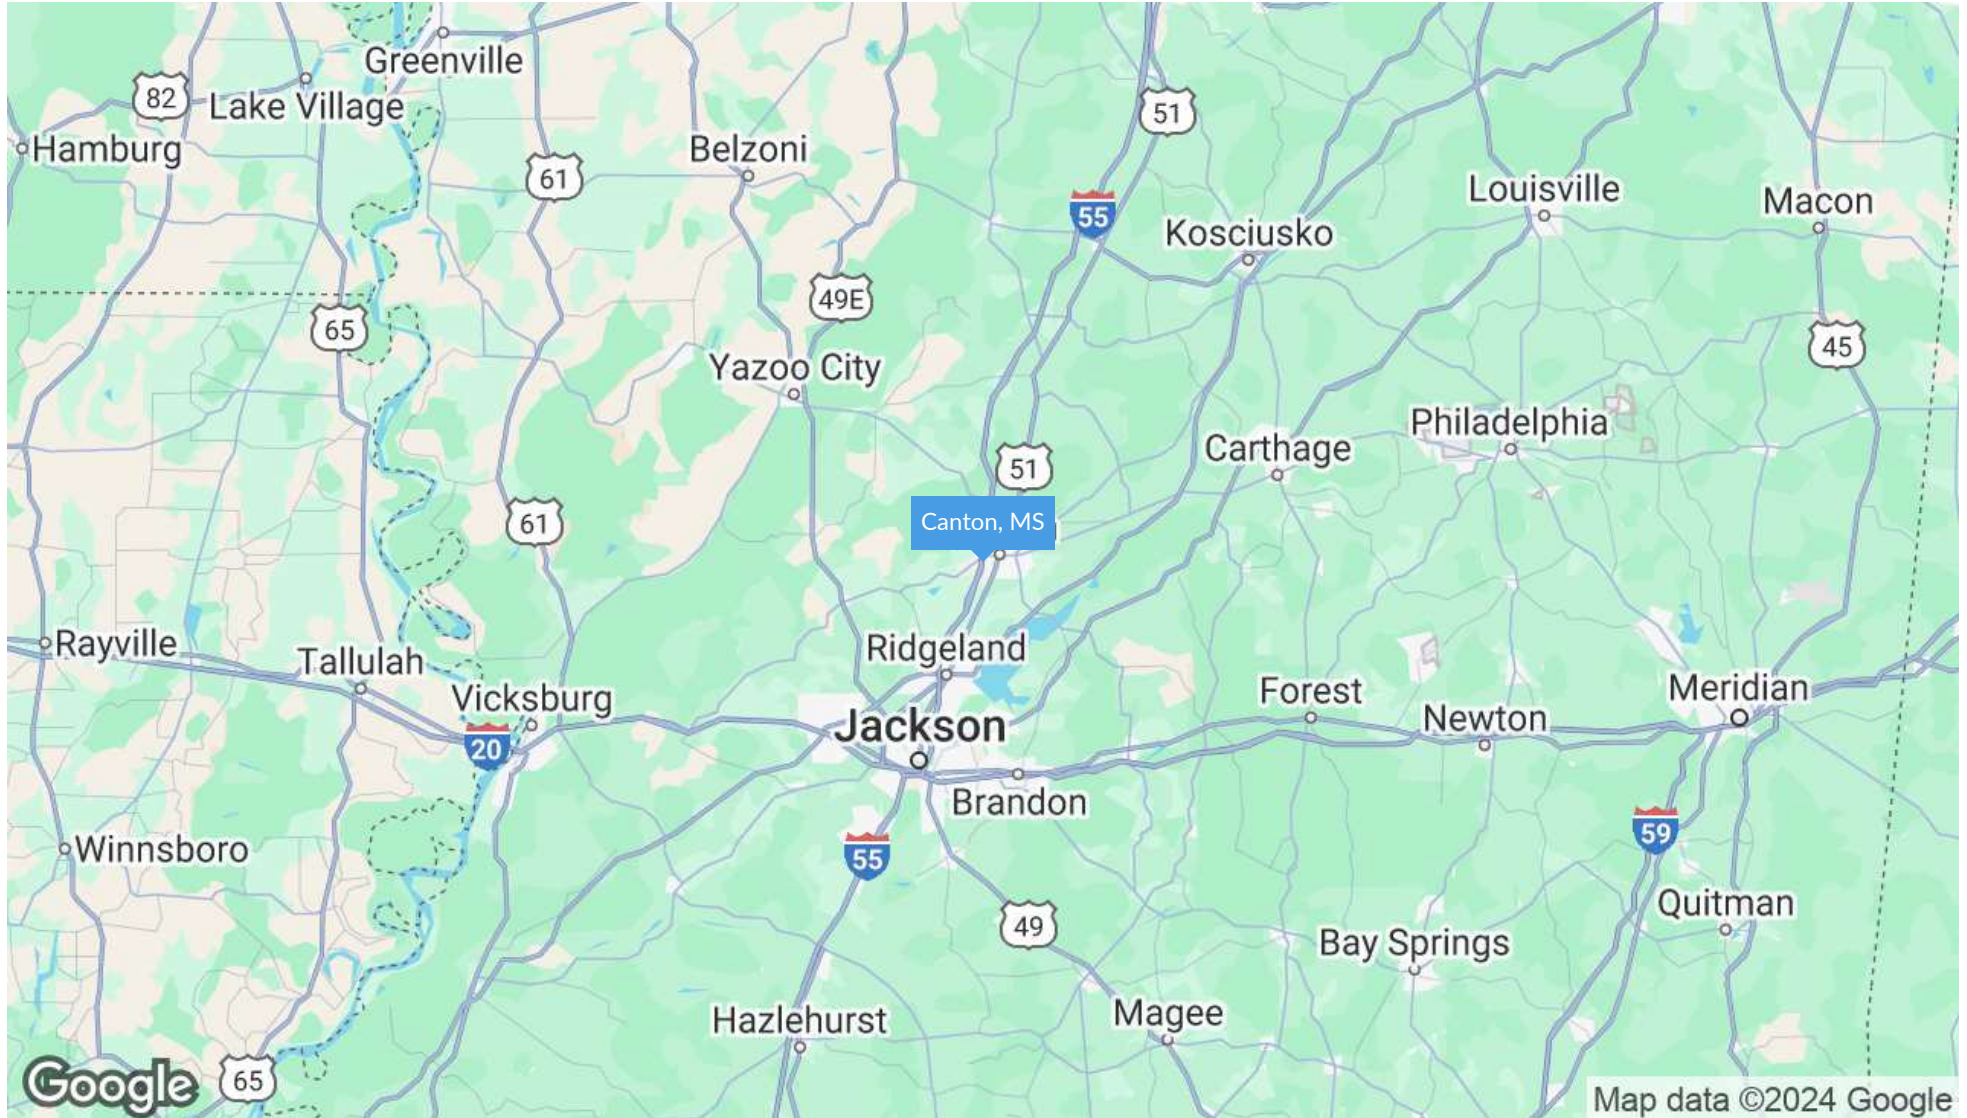 Greenville
82
Lake Village
51
Hamburg
Belzoni
61
Louisville
55
Macon
Kosciusko
49E
65
45
Yazoo City
Philadelphia
Carthage
51
61
Canton, MS
Rayville
Ridgeland
Tallulah
Vicksburg
Forest
Meridian
Jackson
Newton
20
Brandon
59
Winnsboro
55
Quitman
49
Bay Springs
Hazlehurst
Magee
Google
65
Map data ©2024 Google